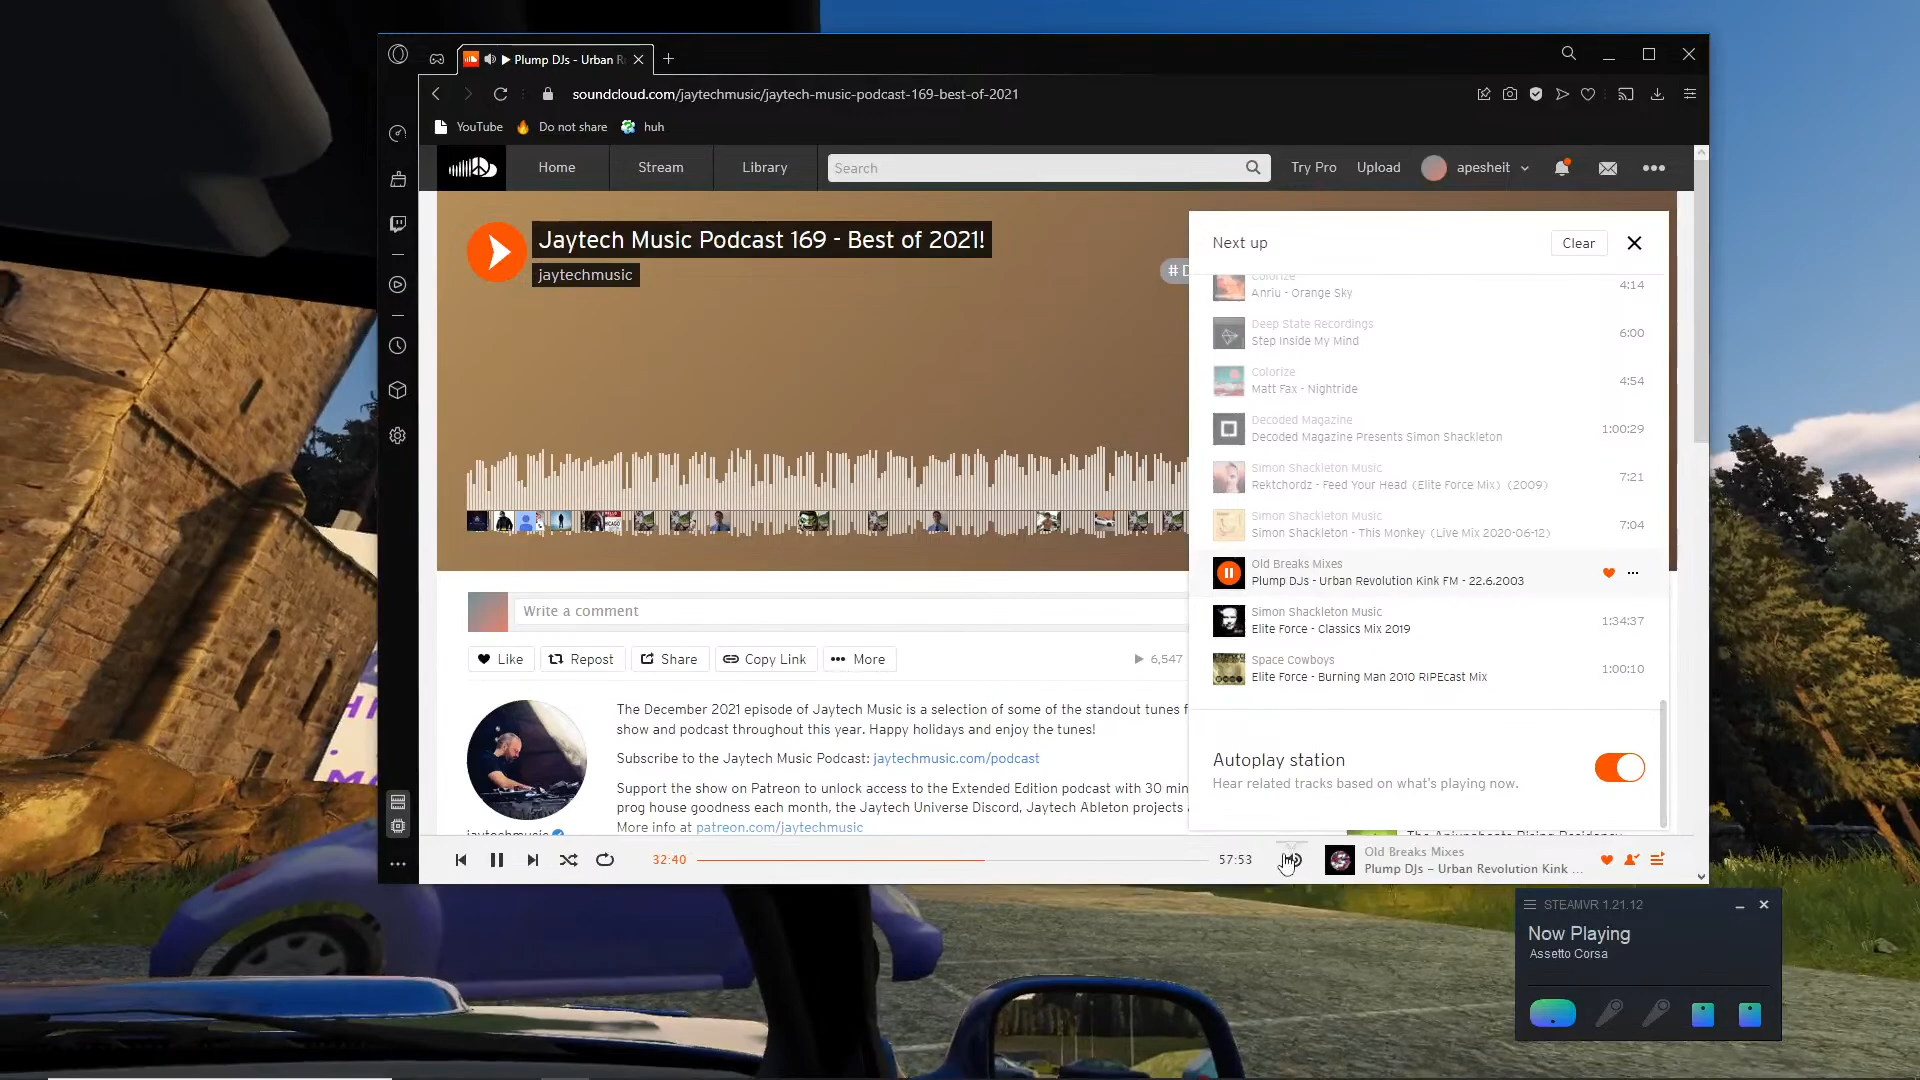 ▶ Plump DJs - Urban R
soundcloud.com/jaytechmusic/jaytech-music-podcast-169-best-of-2021
YouTube
Do not share
huh
Home
Stream
Library
Search
Try Pro
Upload
apesheit
Jaytech Music Podcast 169 - Best of 2021!
jaytechmusic
# D
Next up
Clear
Colorize
Anriu - Orange Sky
4:14
Deep State Recordings
Step Inside My Mind
6:00
Colorize
Matt Fax - Nightride
4:54
Decoded Magazine
Decoded Magazine Presents Simon Shackleton
1:00:29
Simon Shackleton Music
Rektchordz - Feed Your Head (Elite Force Mix) (2009)
7:21
Simon Shackleton Music
Simon Shackleton - This Monkey (Live Mix 2020-06-12)
7:04
Old Breaks Mixes
Plump DJs - Urban Revolution Kink FM - 22.6.2003
Simon Shackleton Music
Elite Force - Classics Mix 2019
1:34:37
Space Cowboys
Elite Force - Burning Man 2010 RIPEcast Mix
1:00:10
Autoplay station
Hear related tracks based on what's playing now.
Write a comment
Like
Repost
Share
Copy Link
More
6,547
The December 2021 episode of Jaytech Music is a selection of some of the standout tunes f
show and podcast throughout this year. Happy holidays and enjoy the tunes!
Subscribe to the Jaytech Music Podcast: jaytechmusic.com/podcast
Support the show on Patreon to unlock access to the Extended Edition podcast with 30 min
prog house goodness each month, the Jaytech Universe Discord, Jaytech Ableton projects
More info at patreon.com/jaytechmusic
jaytechmusic
The Anjunabeats Rising Residency
32:40
57:53
Old Breaks Mixes
Plump DJs – Urban Revolution Kink ...
STEAMVR 1.21.12
Now Playing
Assetto Corsa